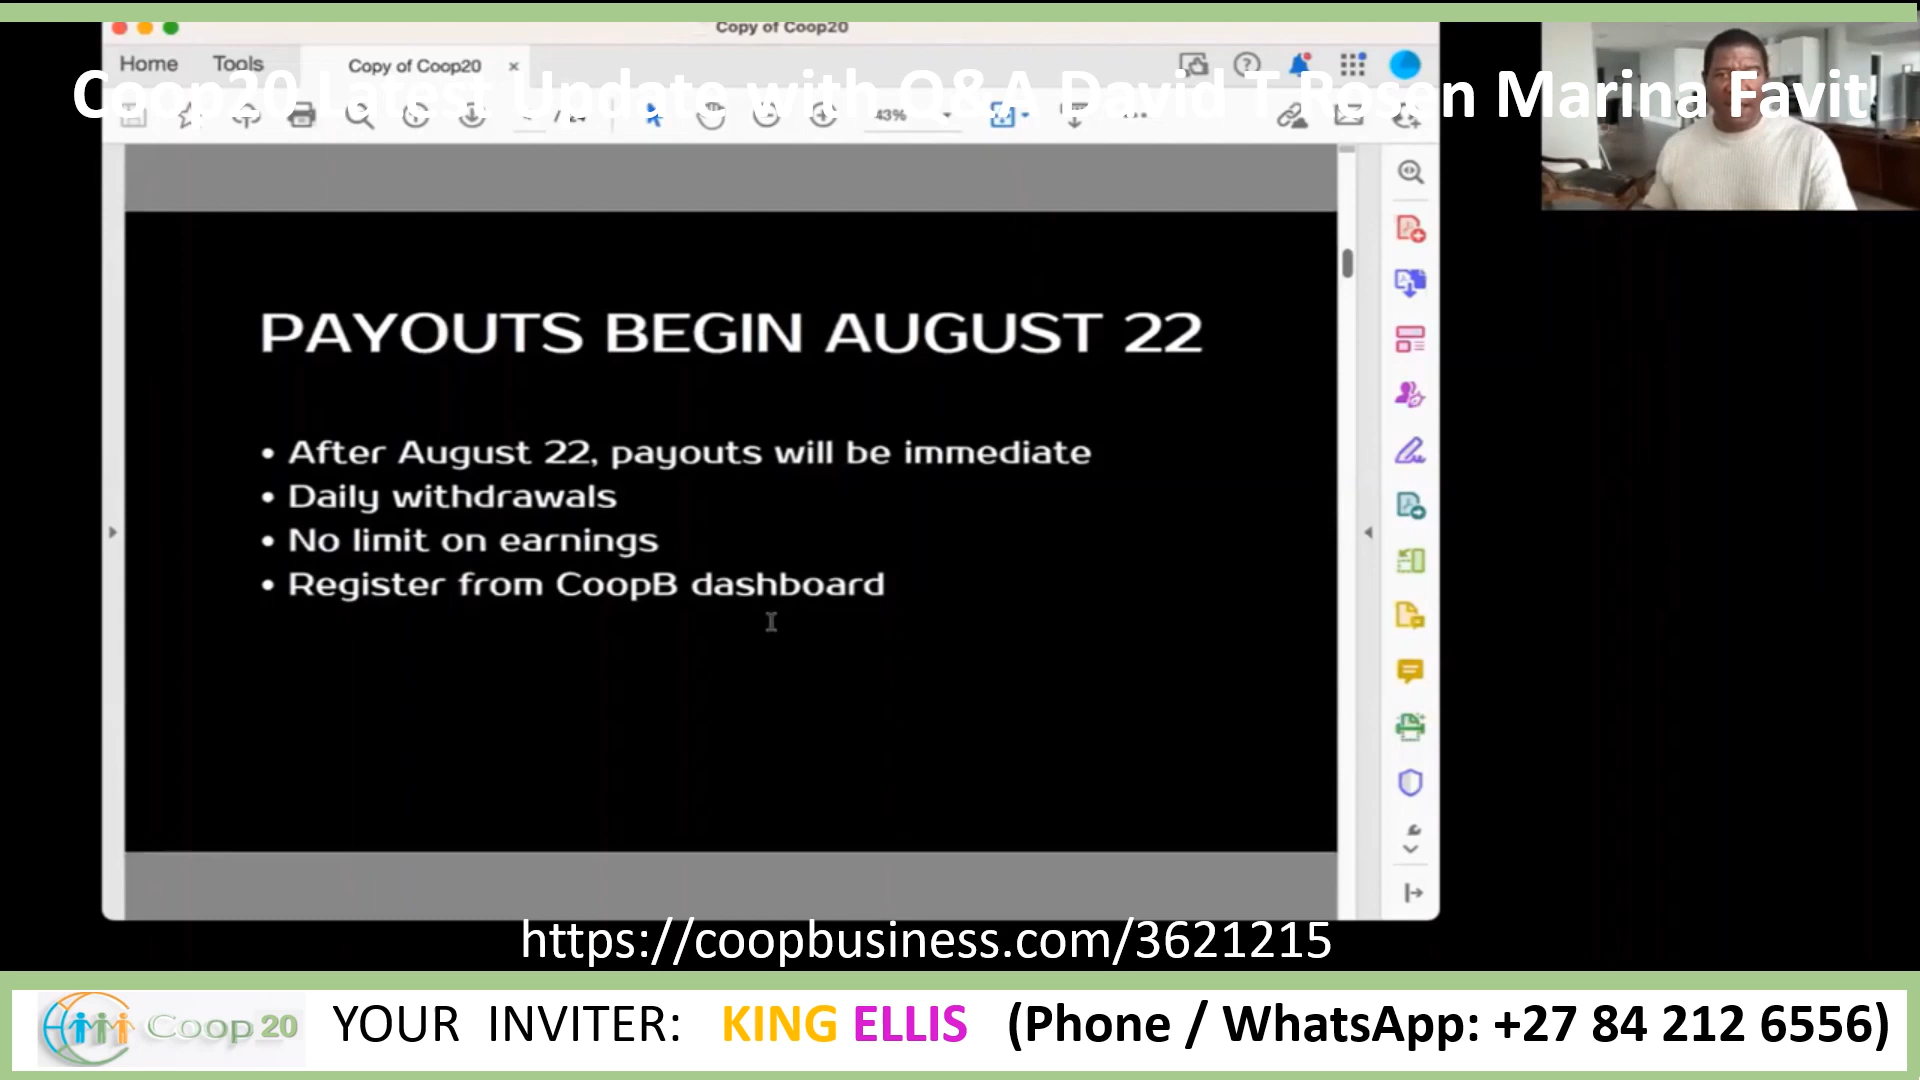 Copy of Coop20
Home Tools Copy of Coop20 ×
Coop20 Latest Update with Q&A David T Rosen Marina Favit
43%
PAYOUTS BEGIN AUGUST 22
• After August 22, payouts will be immediate
• Daily withdrawals
• No limit on earnings
• Register from CoopB dashboard
https://coopbusiness.com/3621215
Coop 20 YOUR INVITER: KING ELLIS (Phone / WhatsApp: +27 84 212 6556)